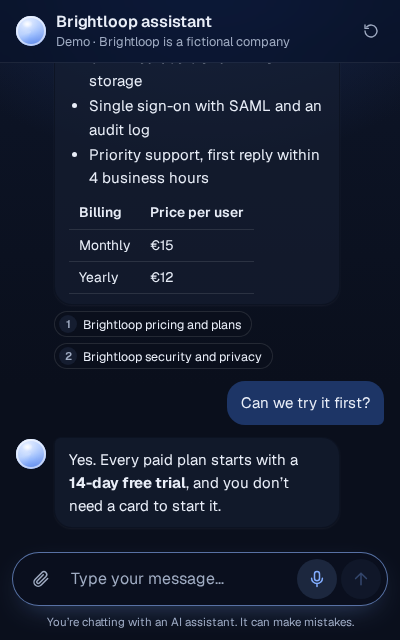 Brightloop assistant
Demo · Brightloop is a fictional company
storage
• Single sign-on with SAML and an
audit log
• Priority support, first reply within
4 business hours
Billing Price per user
Monthly €15
Yearly €12
1 Brightloop pricing and plans
2 Brightloop security and privacy
Can we try it first?
Yes. Every paid plan starts with a
14-day free trial, and you don’t
need a card to start it.
Type your message...
You’re chatting with an AI assistant. It can make mistakes.